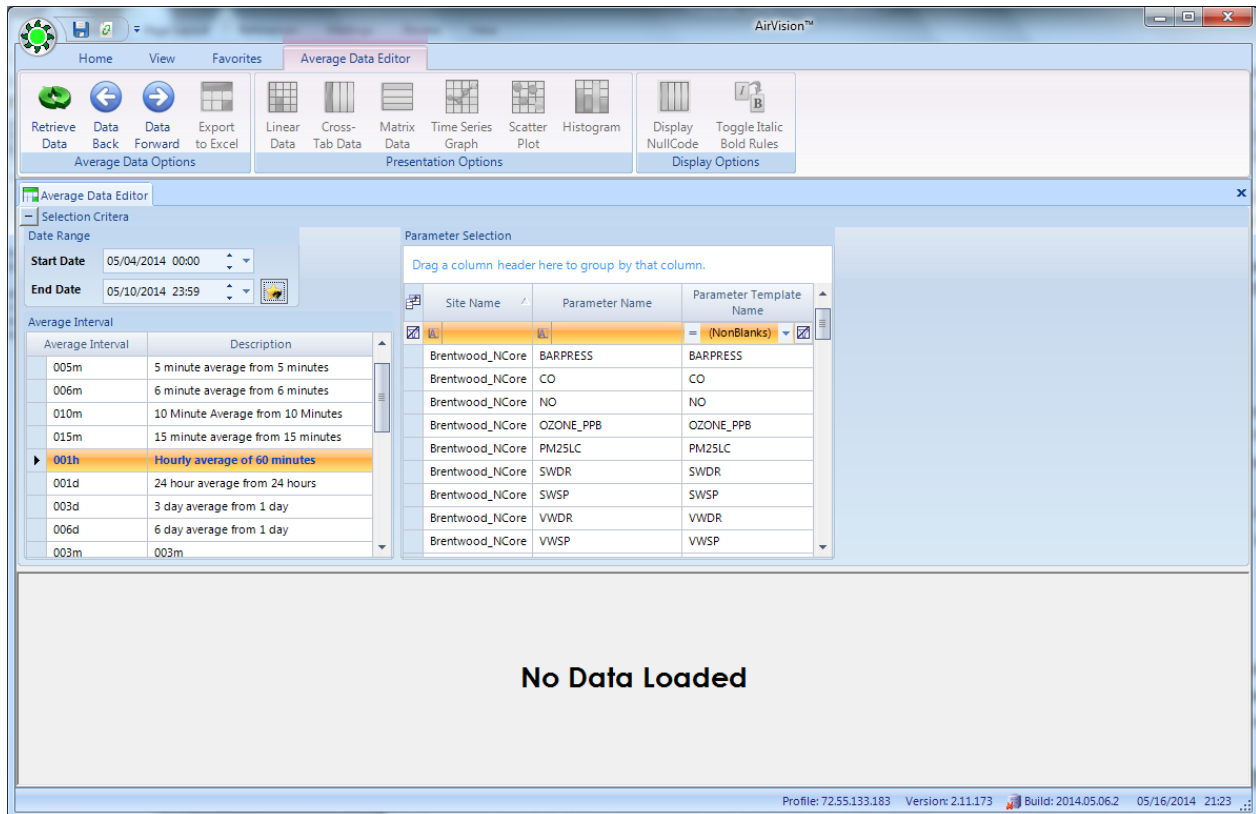 AirVision™
Home View Favorites Average Data Editor
Retrieve Data
Data Back
Data Forward
Export to Excel
Average Data Options
Linear Data
Cross-Tab Data
Matrix Data
Time Series Graph
Scatter Plot
Histogram
Presentation Options
Display NullCode
Toggle Italic Bold Rules
Display Options
Average Data Editor
Selection Critera
Date Range
Start Date 05/04/2014 00:00
End Date 05/10/2014 23:59
Average Interval
Average Interval Description
005m 5 minute average from 5 minutes
006m 6 minute average from 6 minutes
010m 10 Minute Average from 10 Minutes
015m 15 minute average from 15 minutes
001h Hourly average of 60 minutes
001d 24 hour average from 24 hours
003d 3 day average from 1 day
006d 6 day average from 1 day
003m 003m
Parameter Selection
Drag a column header here to group by that column.
Site Name Parameter Name Parameter Template Name
= (NonBlanks)
Brentwood_NCore BARPRESS BARPRESS
Brentwood_NCore CO CO
Brentwood_NCore NO NO
Brentwood_NCore OZONE_PPB OZONE_PPB
Brentwood_NCore PM25LC PM25LC
Brentwood_NCore SWDR SWDR
Brentwood_NCore SWSP SWSP
Brentwood_NCore VWDR VWDR
Brentwood_NCore VWSP VWSP
No Data Loaded
Profile: 72.55.133.183 Version: 2.11.173 Build: 2014.05.06.2 05/16/2014 21:23